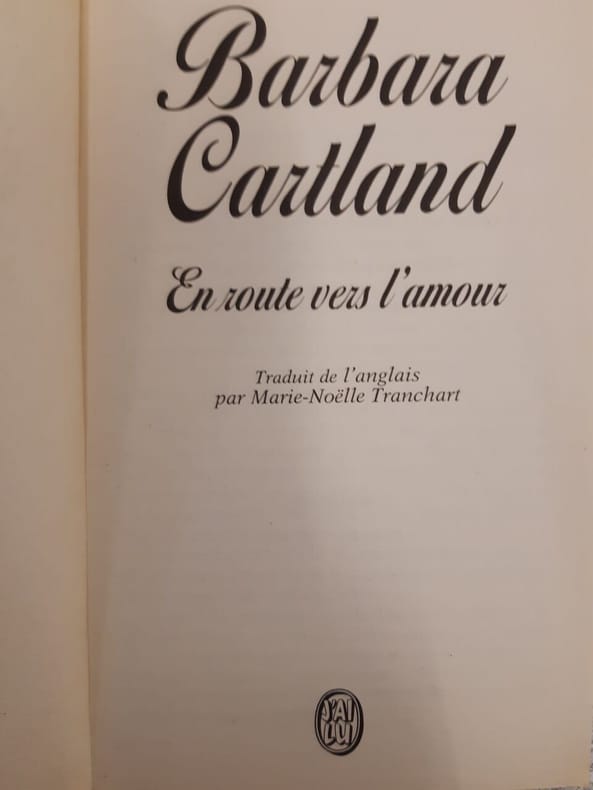 Barbara
Cartland
En route vers l'amour
Traduit de l'anglais
par Marie-Noëlle Tranchart
J'AI
LU